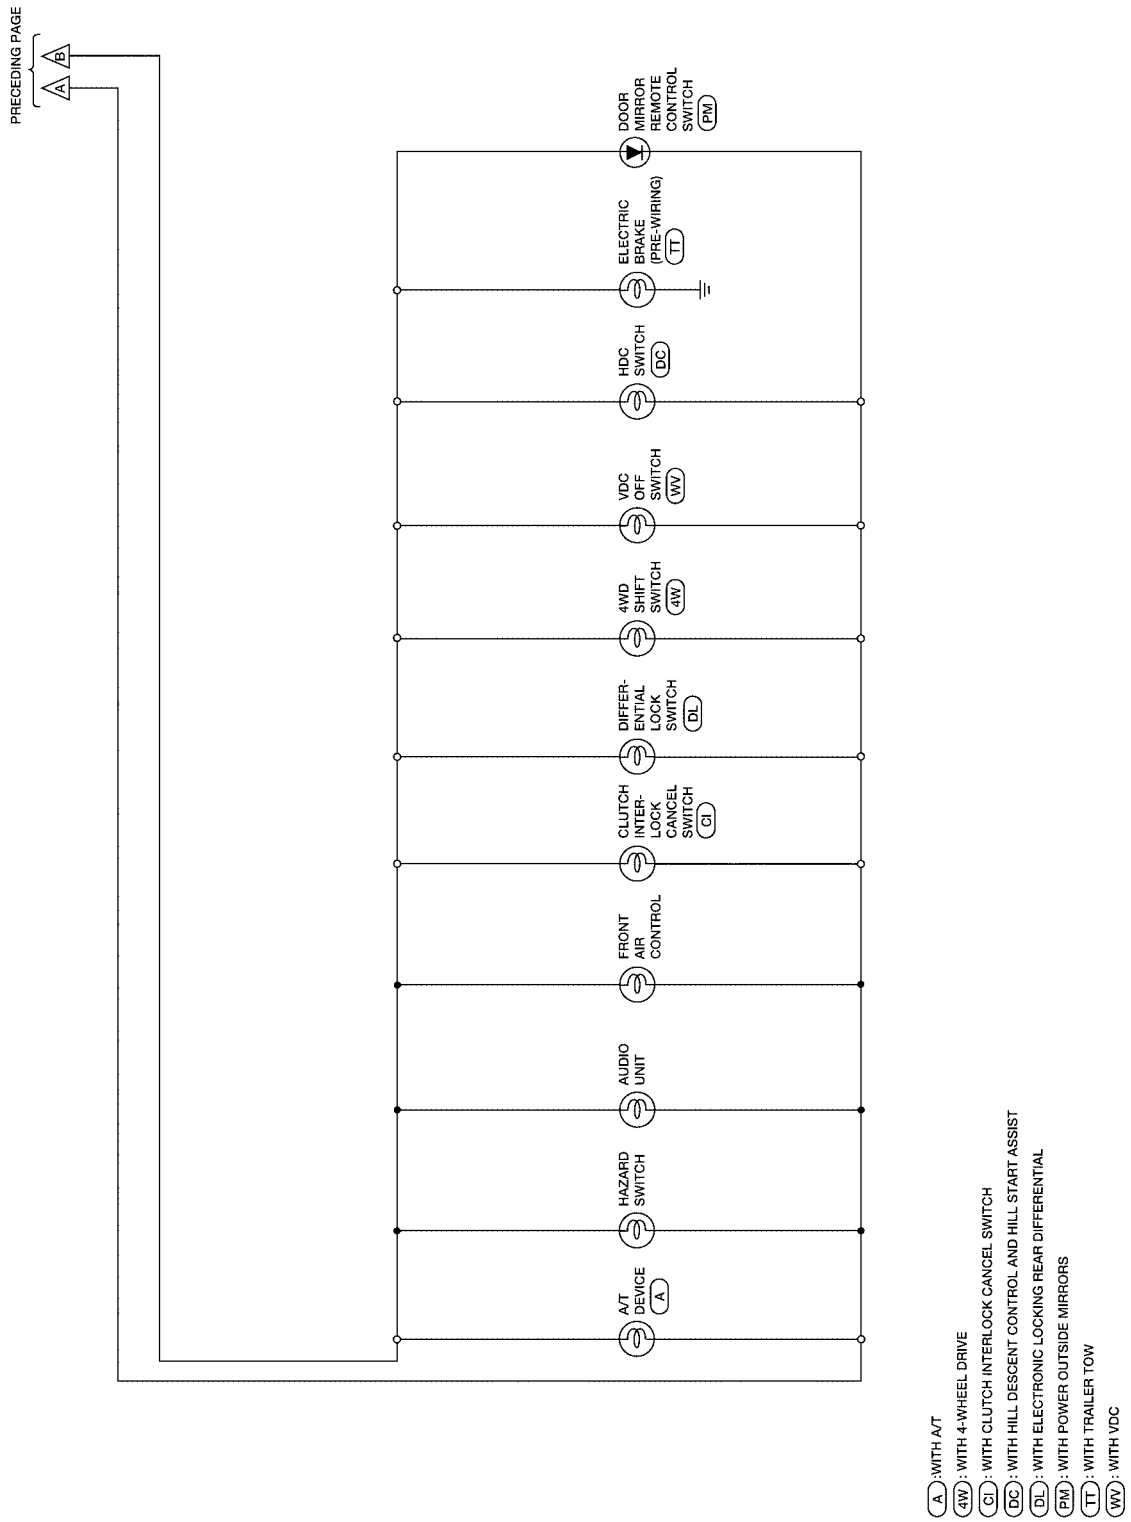 PRECEDING PAGE
A
B
A/T
DEVICE
A
HAZARD
SWITCH
AUDIO
UNIT
FRONT
AIR
CONTROL
CLUTCH
INTER-
LOCK
CANCEL
SWITCH
CI
DIFFER-
ENTIAL
LOCK
SWITCH
DL
4WD
SHIFT
SWITCH
4W
VDC
OFF
SWITCH
WV
HDC
SWITCH
DC
ELECTRIC
BRAKE
(PRE-WIRING)
TT
DOOR
MIRROR
REMOTE
CONTROL
SWITCH
PM
A :WITH A/T
4W : WITH 4-WHEEL DRIVE
CI : WITH CLUTCH INTERLOCK CANCEL SWITCH
DC : WITH HILL DESCENT CONTROL AND HILL START ASSIST
DL : WITH ELECTRONIC LOCKING REAR DIFFERENTIAL
PM : WITH POWER OUTSIDE MIRRORS
TT : WITH TRAILER TOW
WV : WITH VDC